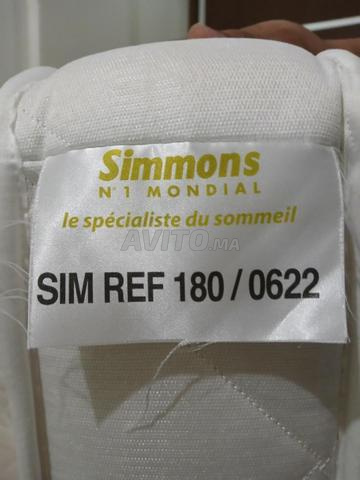 Simmons
N°1 MONDIAL
le spécialiste du sommeil
AVITO.MA
SIM REF 180 / 0622